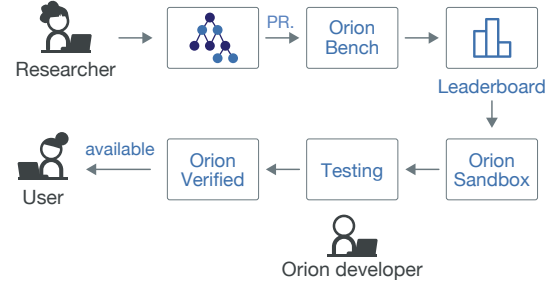 Researcher
PR.
Orion
Bench
Leaderboard
available
User
Orion
Verified
Testing
Orion
Sandbox
Orion developer